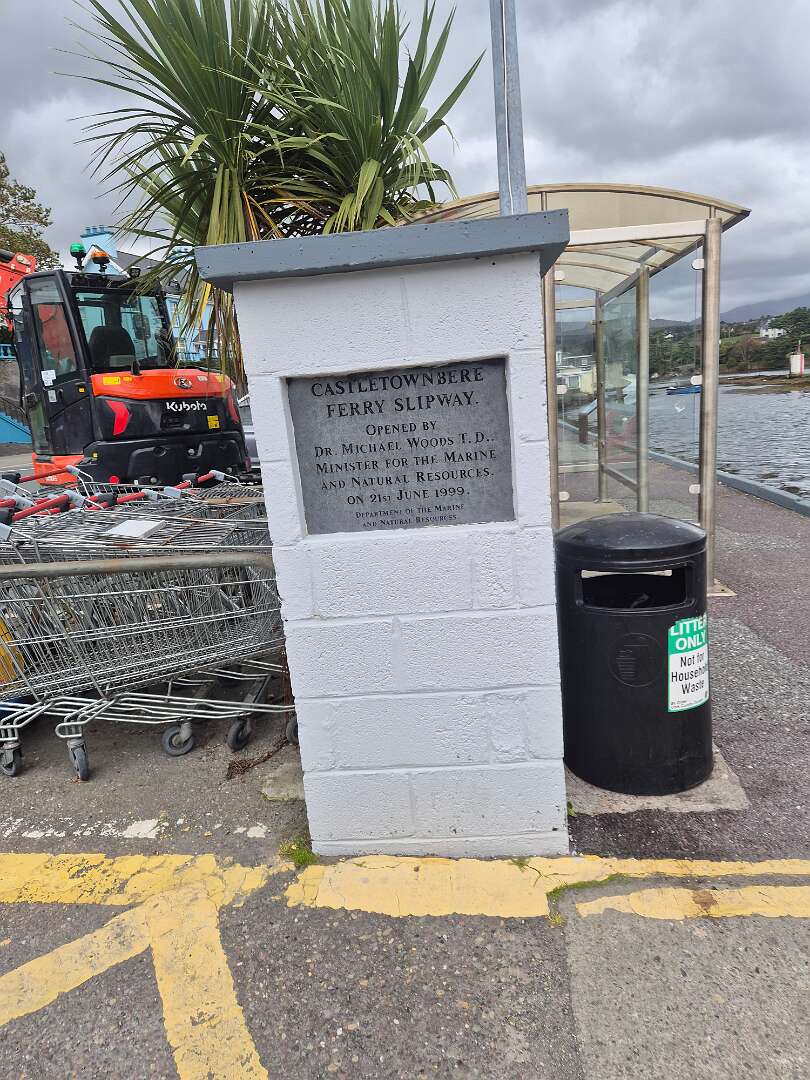 CASTLETOWNBERE
FERRY SLIPWAY.
OPENED BY
DR. MICHAEL WOODS T.D..
MINISTER FOR THE MARINE
AND NATURAL RESOURCES.
ON 21ST JUNE 1999.
DEPARTMENT OF THE MARINE
AND NATURAL RESOURCES.
Kubota
LITTER
ONLY
Not for
Household
Waste